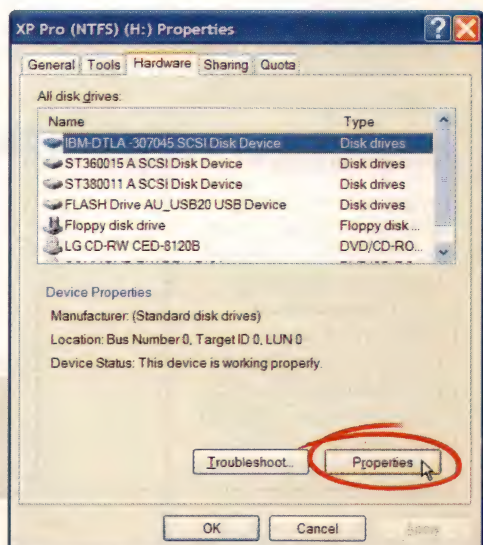 XP Pro (NTFS) (H:) Properties
General Tools Hardware Sharing Quota
All disk drives:
Name Type
IBM-DTLA -307045 SCSI Disk Device Disk drives
ST360015 A SCSI Disk Device Disk drives
ST380011 A SCSI Disk Device Disk drives
FLASH Drive AU_USB20 USB Device Disk drives
Floppy disk drive Floppy disk ...
LG CD-RW CED-8120B DVD/CD-RO...
Device Properties
Manufacturer: (Standard disk drives)
Location: Bus Number 0, Target ID 0, LUN 0
Device Status: This device is working properly.
Troubleshoot... Properties
OK Cancel Apply